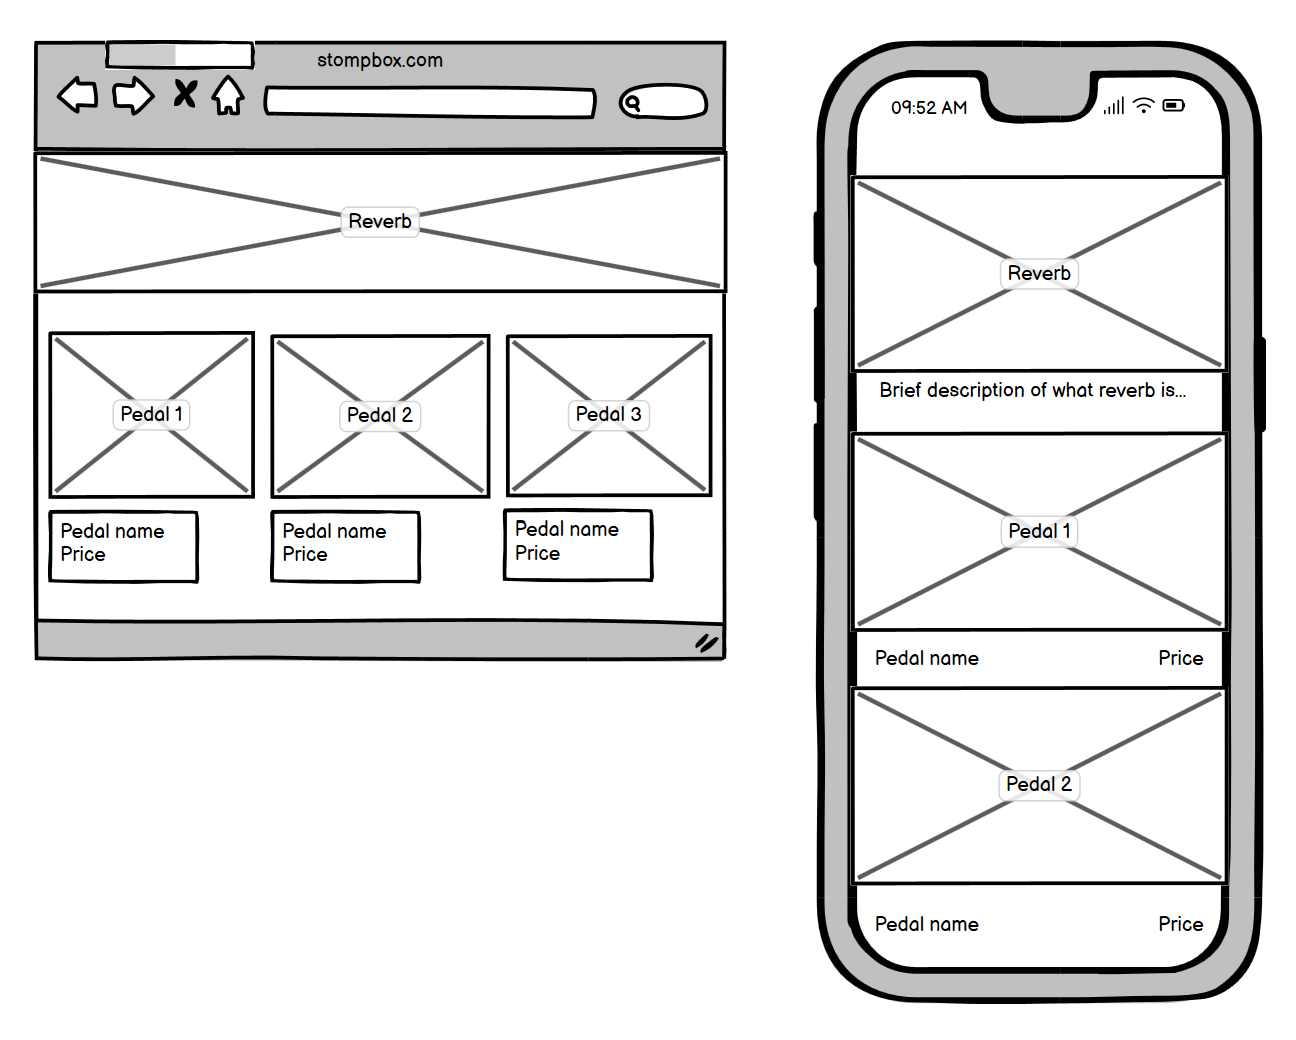 stompbox.com
Reverb
Pedal 1
Pedal 2
Pedal 3
Pedal name
Price
Pedal name
Price
Pedal name
Price
09:52 AM
Reverb
Brief description of what reverb is...
Pedal 1
Pedal name Price
Pedal 2
Pedal name Price